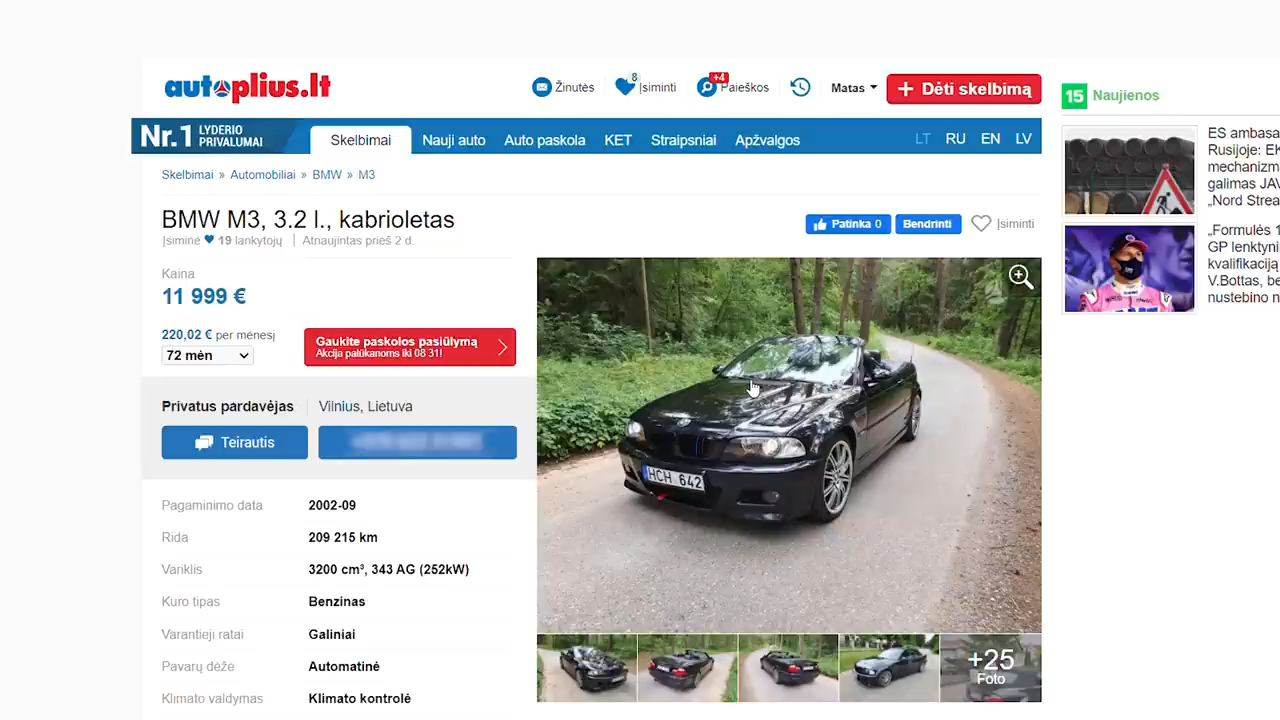 autoplius.lt
Žinutės
8
Įsiminti
+4
Paieškos
Matas
+ Dėti skelbimą
Nr.1 LYDERIO
PRIVALUMAI
Skelbimai
Nauji auto
Auto paskola
KET
Straipsniai
Apžvalgos
LT RU EN LV
Skelbimai » Automobiliai » BMW » M3
BMW M3, 3.2 l., kabrioletas
Įsiminė 19 lankytojų | Atnaujintas prieš 2 d.
Patinka 0
Bendrinti
Įsiminti
Kaina
11 999 €
220,02 € per mėnesį
72 mėn
Gaukite paskolos pasiūlymą
Akcija palūkanoms iki 08 31!
Privatus pardavėjas
Vilnius, Lietuva
Teirautis
Pagaminimo data 2002-09
Rida 209 215 km
Variklis 3200 cm³, 343 AG (252kW)
Kuro tipas Benzinas
Varantieji ratai Galiniai
Pavarų dėžė Automatinė
Klimato valdymas Klimato kontrolė
HCH 642
+25
Foto
15 Naujienos
ES ambasa
Rusijoje: EK
mechanizm
galimas JAV
„Nord Strea
„Formulės 1
GP lenktyni
kvalifikaciją
V.Bottas, be
nustebino n